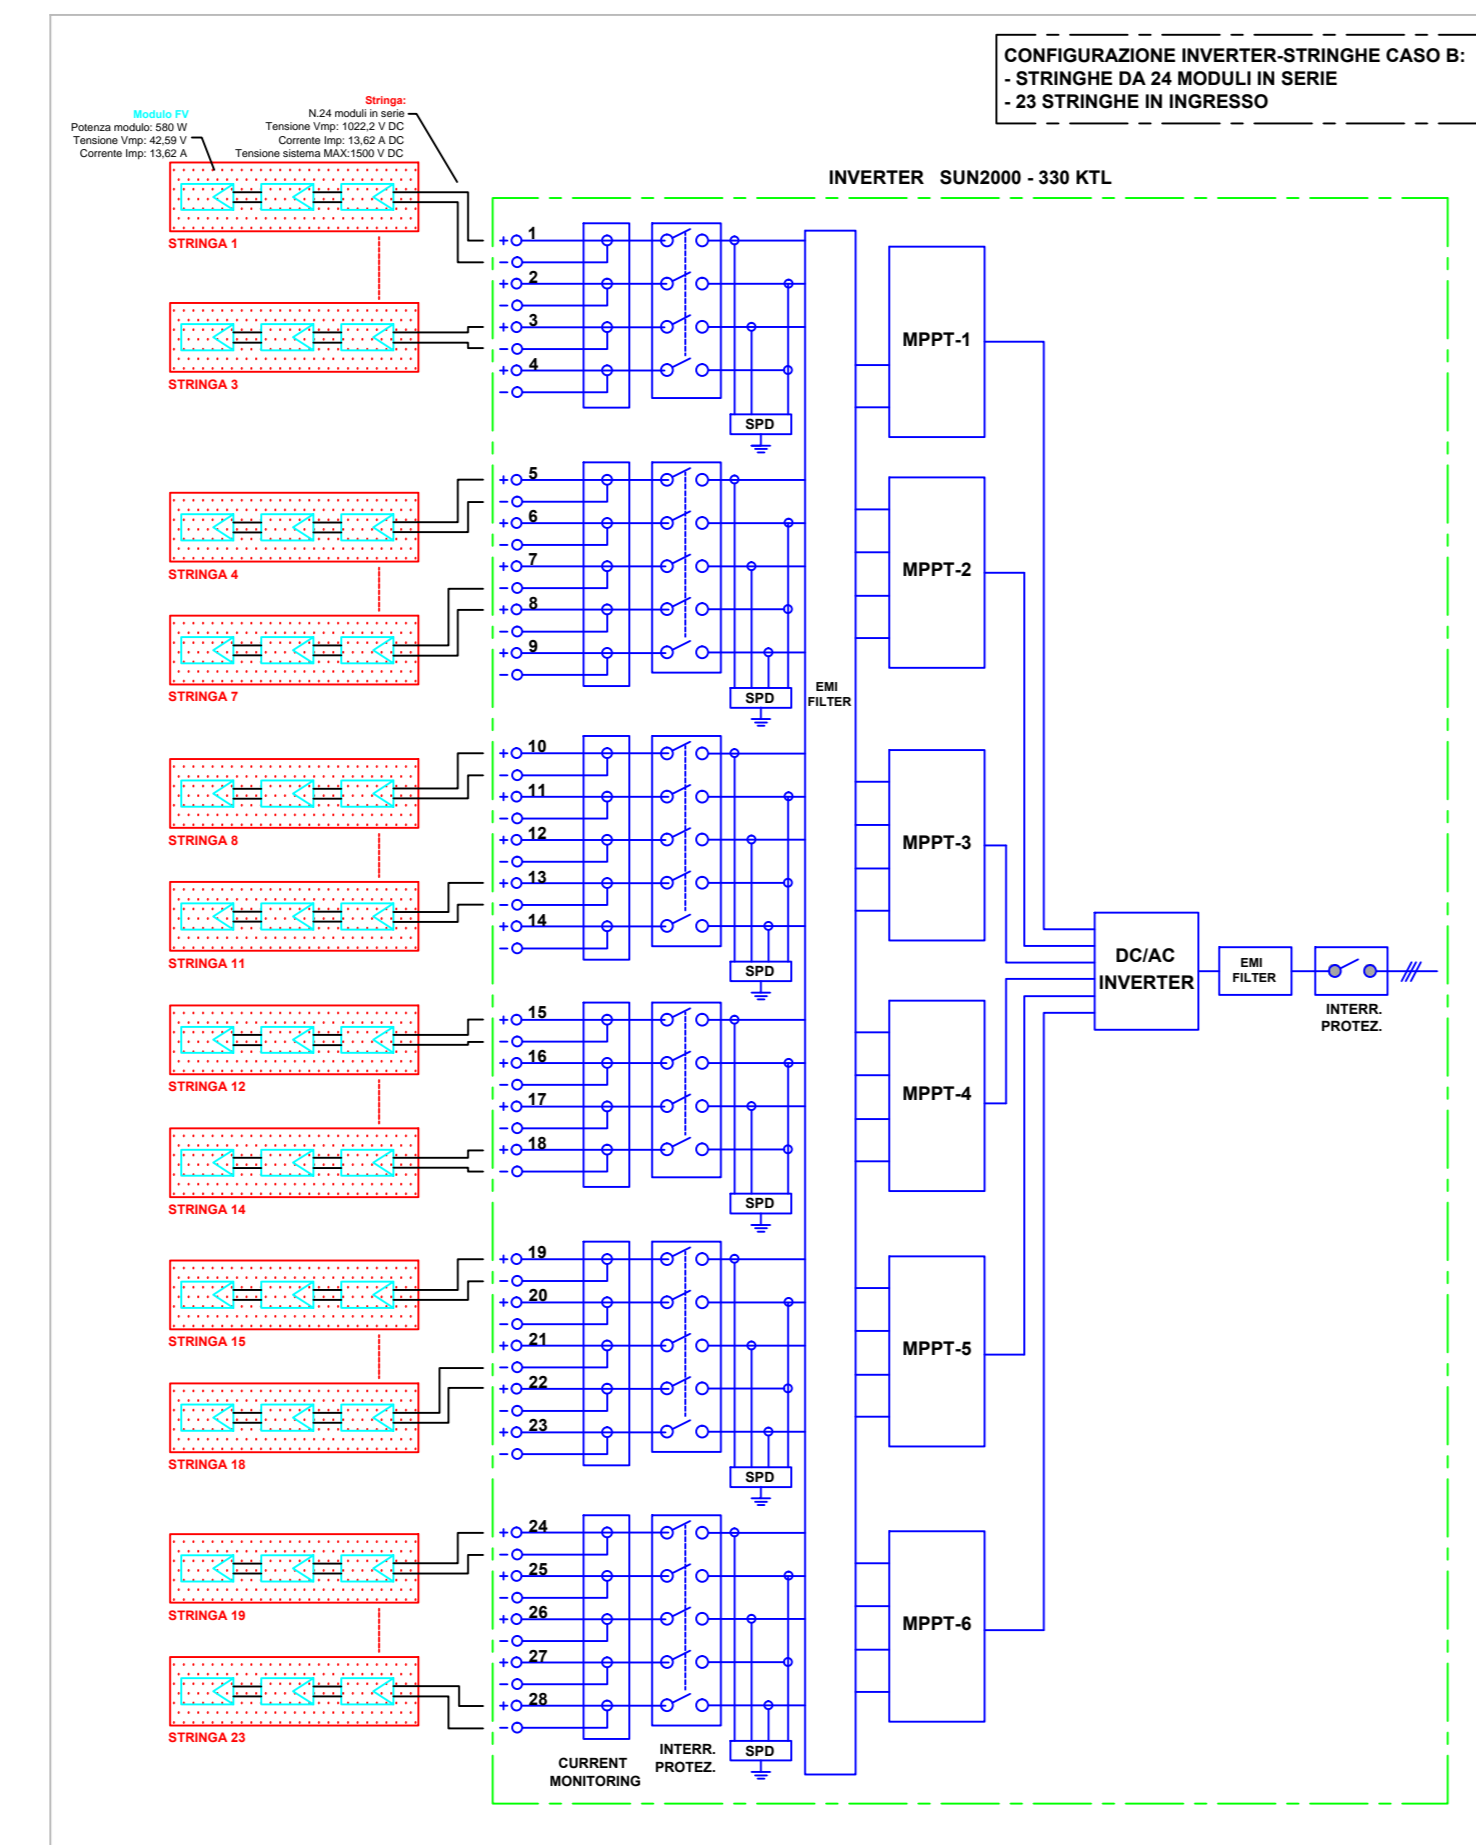 CONFIGURAZIONE INVERTER-STRINGHE CASO B:
- STRINGHE DA 24 MODULI IN SERIE
- 23 STRINGHE IN INGRESSO
Modulo FV
Potenza modulo: 580 W
Tensione Vmp: 42,59 V
Corrente Imp: 13,62 A
Stringa:
N.24 moduli in serie
Tensione Vmp: 1022,2 V DC
Corrente Imp: 13,62 A DC
Tensione sistema MAX:1500 V DC
INVERTER SUN2000 - 330 KTL
STRINGA 1
STRINGA 3
+ 1
-
+ 2
-
+ 3
-
+ 4
-
SPD
MPPT-1
STRINGA 4
STRINGA 7
+ 5
-
+ 6
-
+ 7
-
+ 8
-
+ 9
-
SPD
MPPT-2
EMI
FILTER
STRINGA 8
STRINGA 11
+ 10
-
+ 11
-
+ 12
-
+ 13
-
+ 14
-
SPD
MPPT-3
DC/AC
INVERTER
EMI
FILTER
INTERR.
PROTEZ.
STRINGA 12
STRINGA 14
+ 15
-
+ 16
-
+ 17
-
+ 18
-
SPD
MPPT-4
STRINGA 15
STRINGA 18
+ 19
-
+ 20
-
+ 21
-
+ 22
-
+ 23
-
SPD
MPPT-5
STRINGA 19
STRINGA 23
+ 24
-
+ 25
-
+ 26
-
+ 27
-
+ 28
-
SPD
MPPT-6
CURRENT
MONITORING
INTERR.
PROTEZ.